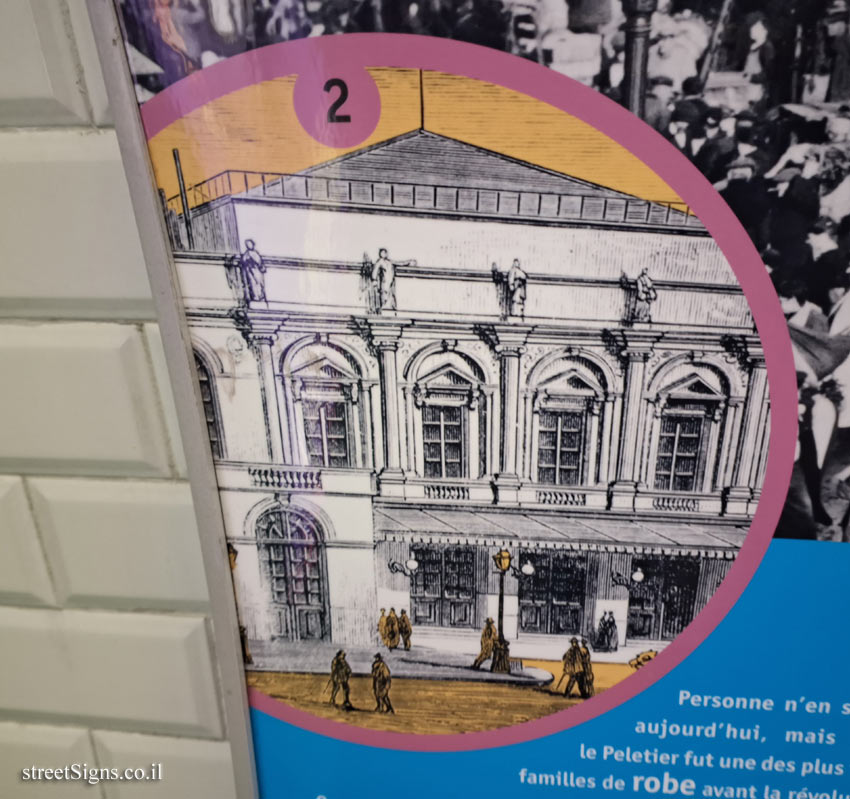 2
Personne n'en s
aujourd'hui, mais
le Peletier fut une des plus
familles de robe avant la révolu
streetSigns.co.il